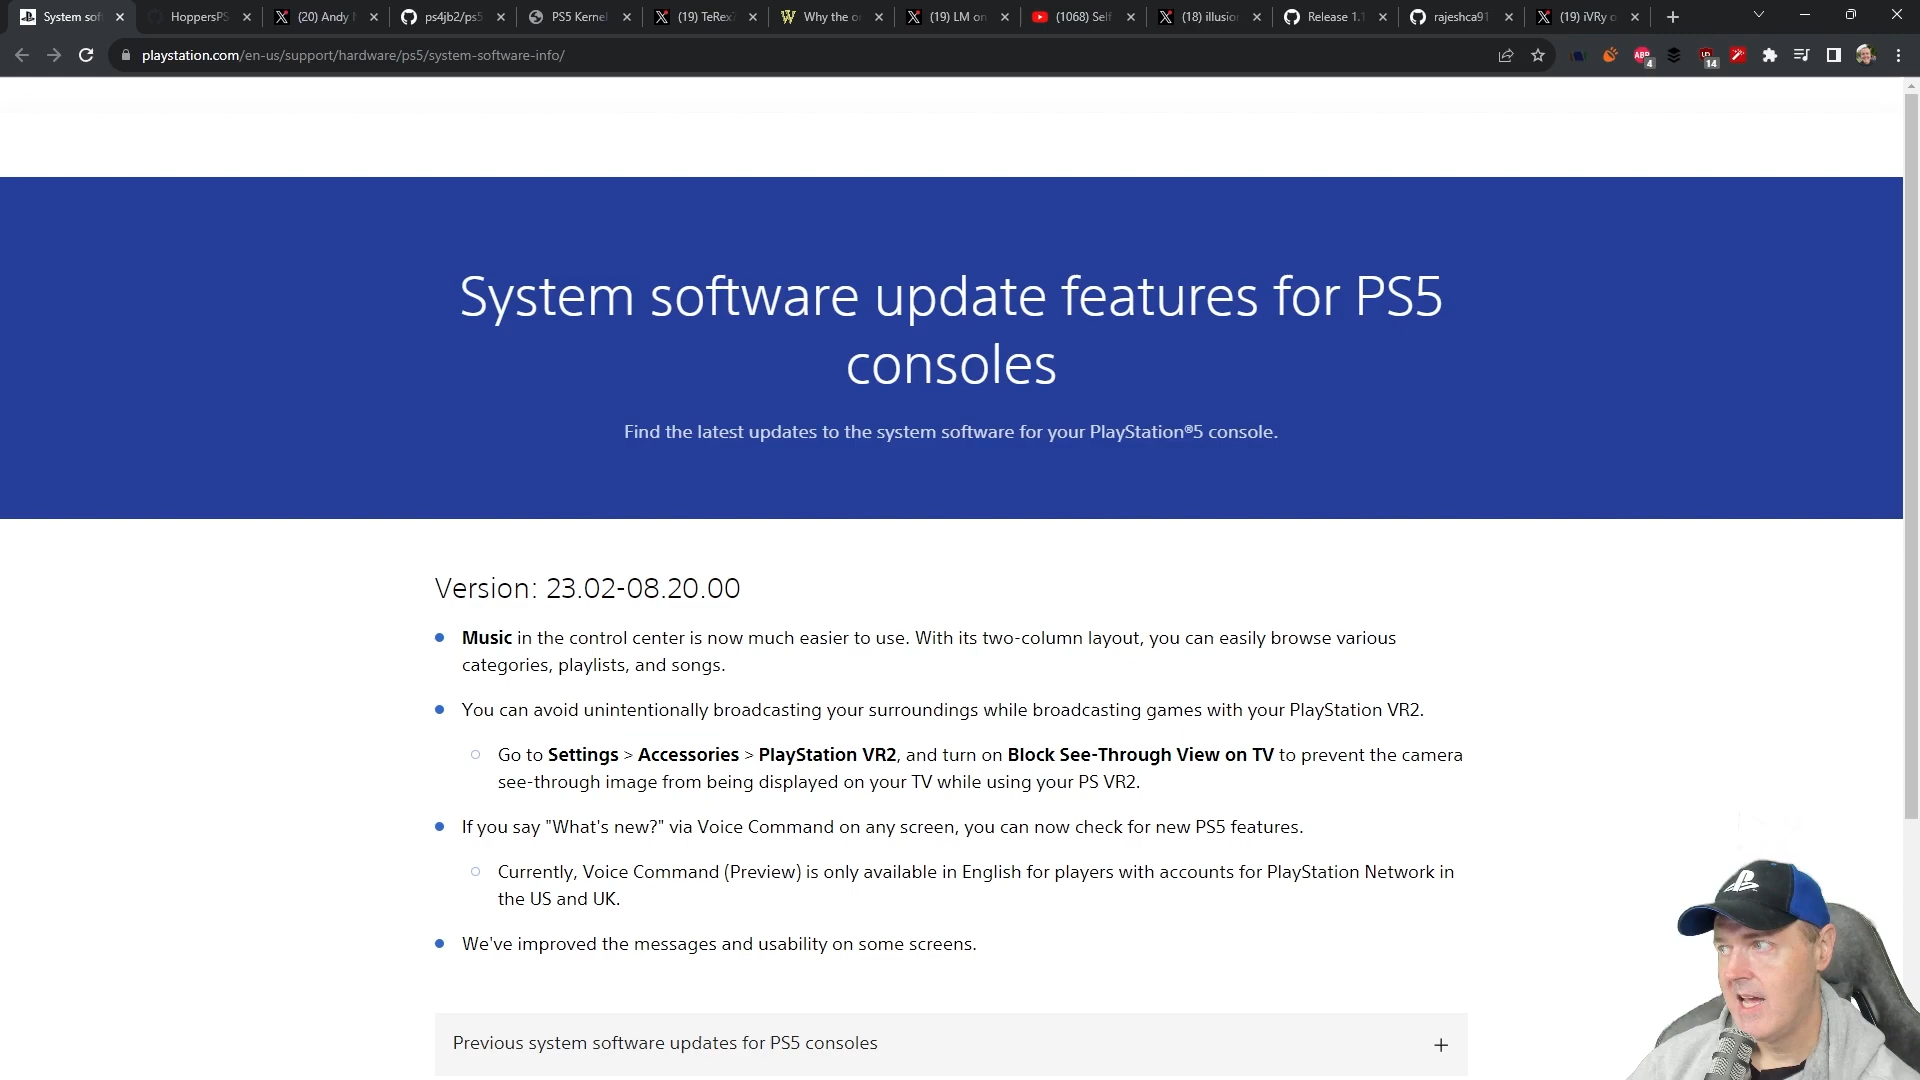 System sof
HoppersPS
(20) Andy N
ps4jb2/ps5
PS5 Kernel
(19) TeRex
Why the o
(19) LM on
(1068) Self
(18) illusion
Release 1.1
rajeshca91
(19) iVRy o
playstation.com/en-us/support/hardware/ps5/system-software-info/
ABP 4
14
System software update features for PS5
consoles
Find the latest updates to the system software for your PlayStation®5 console.
Version: 23.02-08.20.00
Music in the control center is now much easier to use. With its two-column layout, you can easily browse various
categories, playlists, and songs.
You can avoid unintentionally broadcasting your surroundings while broadcasting games with your PlayStation VR2.
Go to Settings > Accessories > PlayStation VR2, and turn on Block See-Through View on TV to prevent the camera
see-through image from being displayed on your TV while using your PS VR2.
If you say "What's new?" via Voice Command on any screen, you can now check for new PS5 features.
Currently, Voice Command (Preview) is only available in English for players with accounts for PlayStation Network in
the US and UK.
We've improved the messages and usability on some screens.
Previous system software updates for PS5 consoles